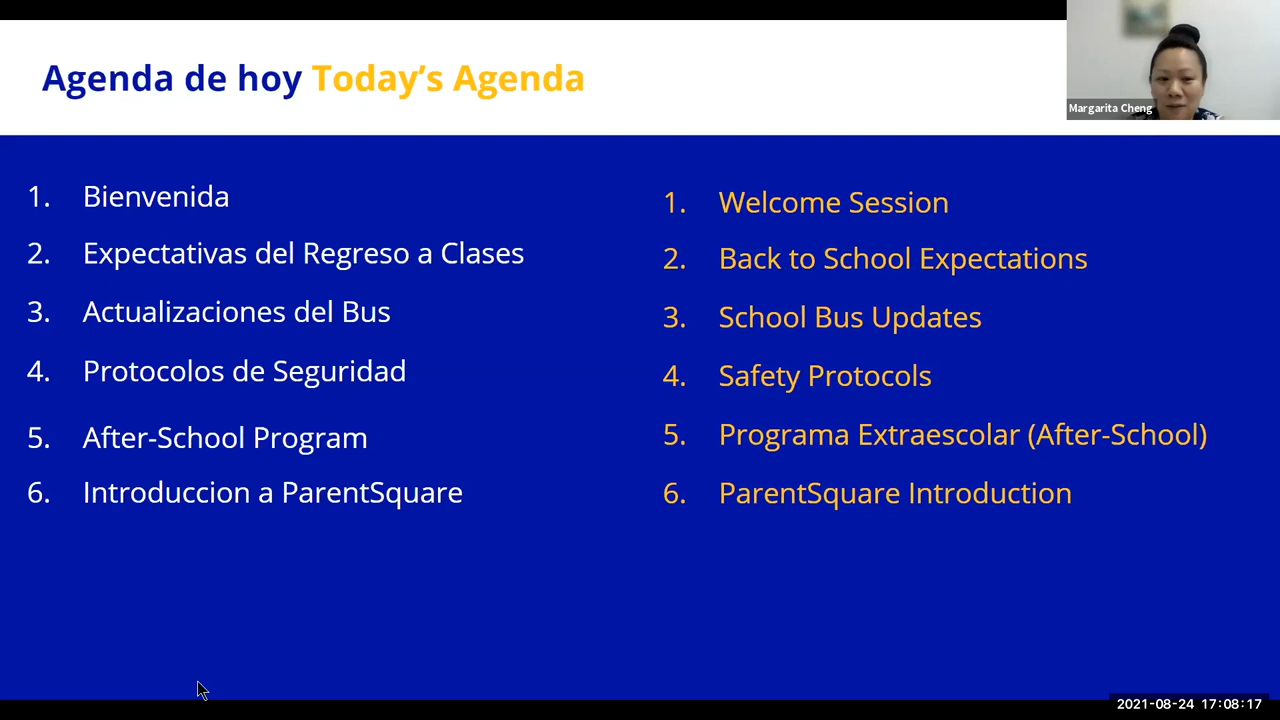 Agenda de hoy Today's Agenda
Margarita Cheng
1. Bienvenida
2. Expectativas del Regreso a Clases
3. Actualizaciones del Bus
4. Protocolos de Seguridad
5. After-School Program
6. Introduccion a ParentSquare
1. Welcome Session
2. Back to School Expectations
3. School Bus Updates
4. Safety Protocols
5. Programa Extraescolar (After-School)
6. ParentSquare Introduction
2021-08-24 17:08:17